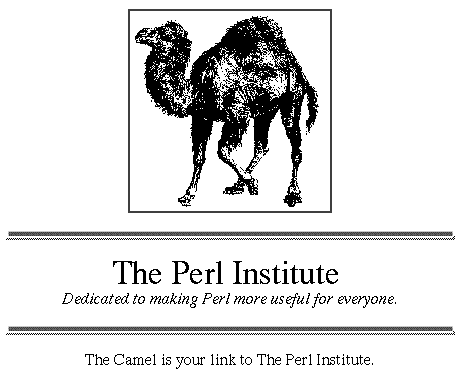 The Perl Institute
Dedicated to making Perl more useful for everyone.
The Camel is your link to The Perl Institute.